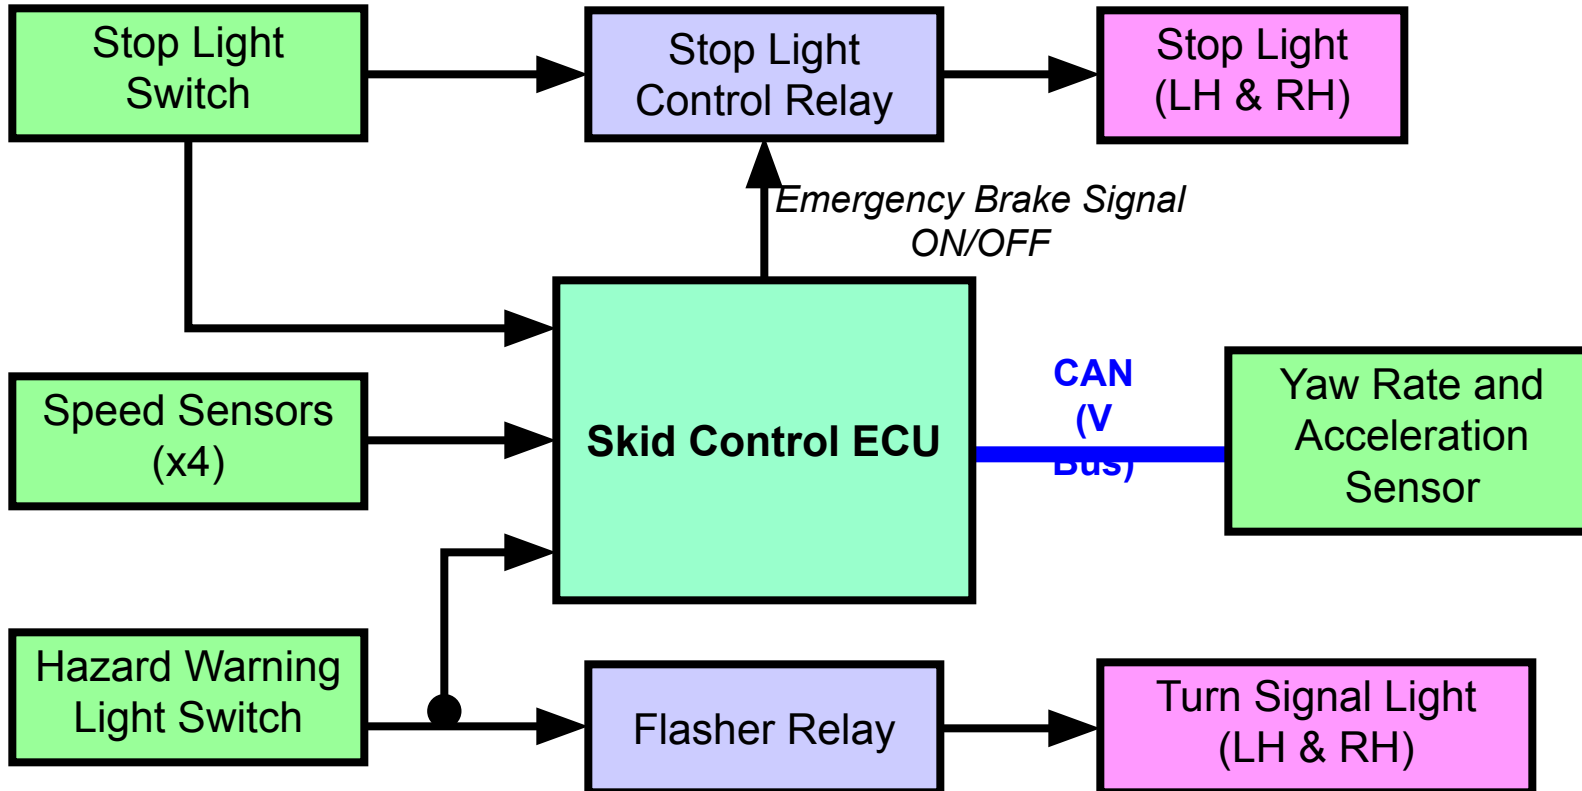 Stop Light
Switch
Stop Light
Control Relay
Stop Light
(LH & RH)
Emergency Brake Signal
ON/OFF
Speed Sensors
(x4)
Skid Control ECU
CAN
(V
Bus)
Yaw Rate and
Acceleration
Sensor
Hazard Warning
Light Switch
Flasher Relay
Turn Signal Light
(LH & RH)